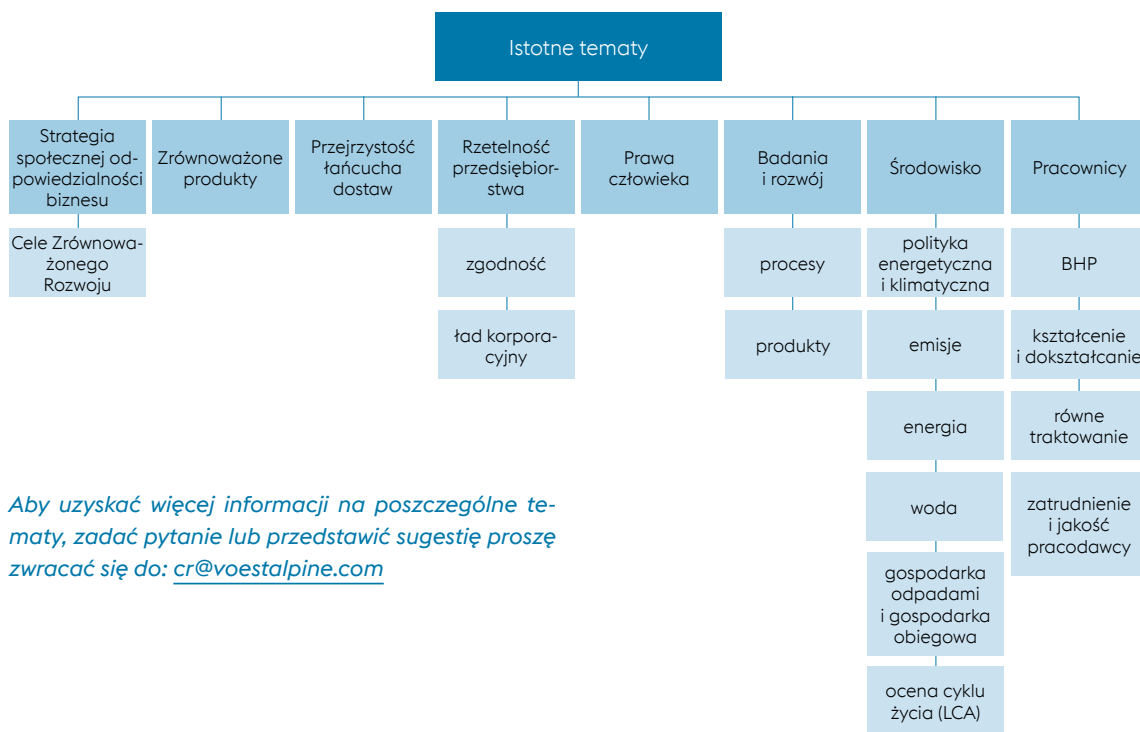 Istotne tematy
Strategia
społecznej od-
powiedzialności
biznesu
Zrównoważone
produkty
Przejrzystość
łańcucha
dostaw
Rzetelność
przedsiębior-
stwa
Prawa
człowieka
Badania
i rozwój
Środowisko
Pracownicy
Cele Zrównowa-
żonego
Rozwoju
zgodność
ład korpora-
cyjny
procesy
produkty
polityka
energetyczna
i klimatyczna
emisje
energia
woda
gospodarka
odpadami
i gospodarka
obiegowa
ocena cyklu
życia (LCA)
BHP
kształcenie
i dokształcanie
równe
traktowanie
zatrudnienie
i jakość
pracodawcy
Aby uzyskać więcej informacji na poszczególne te-
maty, zadać pytanie lub przedstawić sugestię proszę
zwracać się do: cr@voestalpine.com